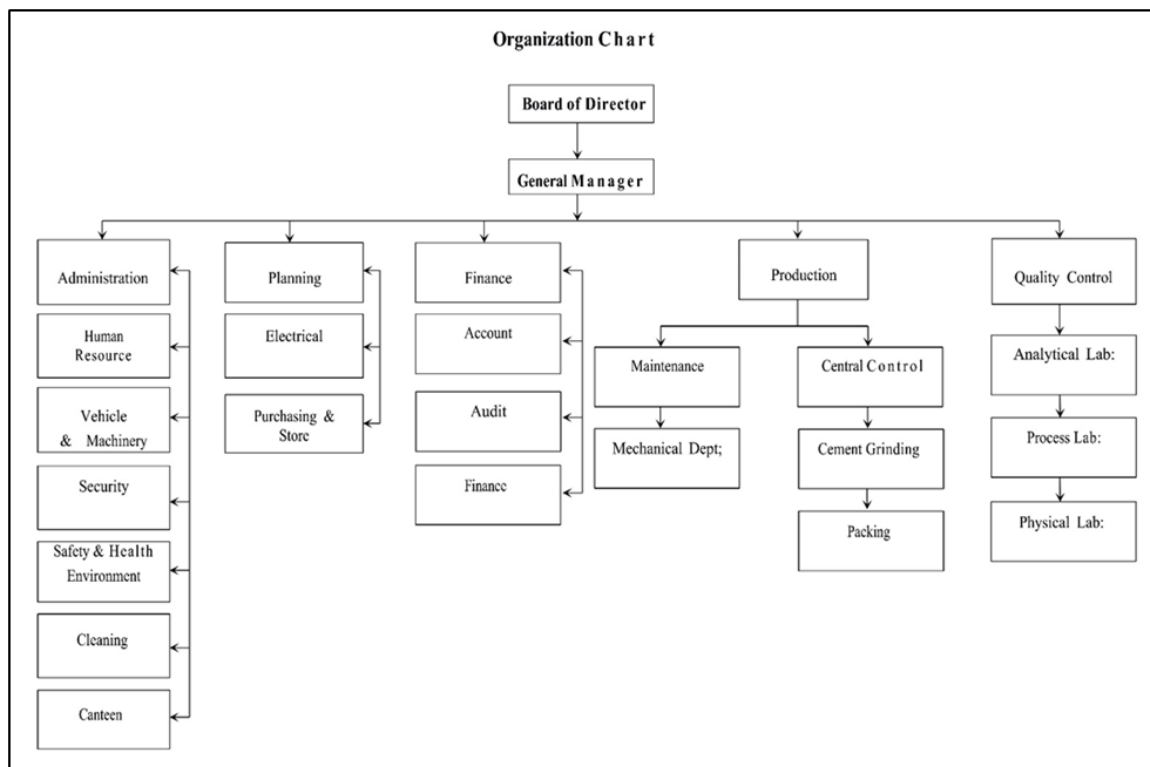 Organization Chart
Board of Director
General Manager
Administration
Planning
Finance
Production
Quality Control
Human
Resource
Vehicle
& Machinery
Security
Safety & Health
Environment
Cleaning
Canteen
Electrical
Purchasing &
Store
Account
Audit
Finance
Maintenance
Mechanical Dept;
Central Control
Cement Grinding
Packing
Analytical Lab:
Process Lab:
Physical Lab: